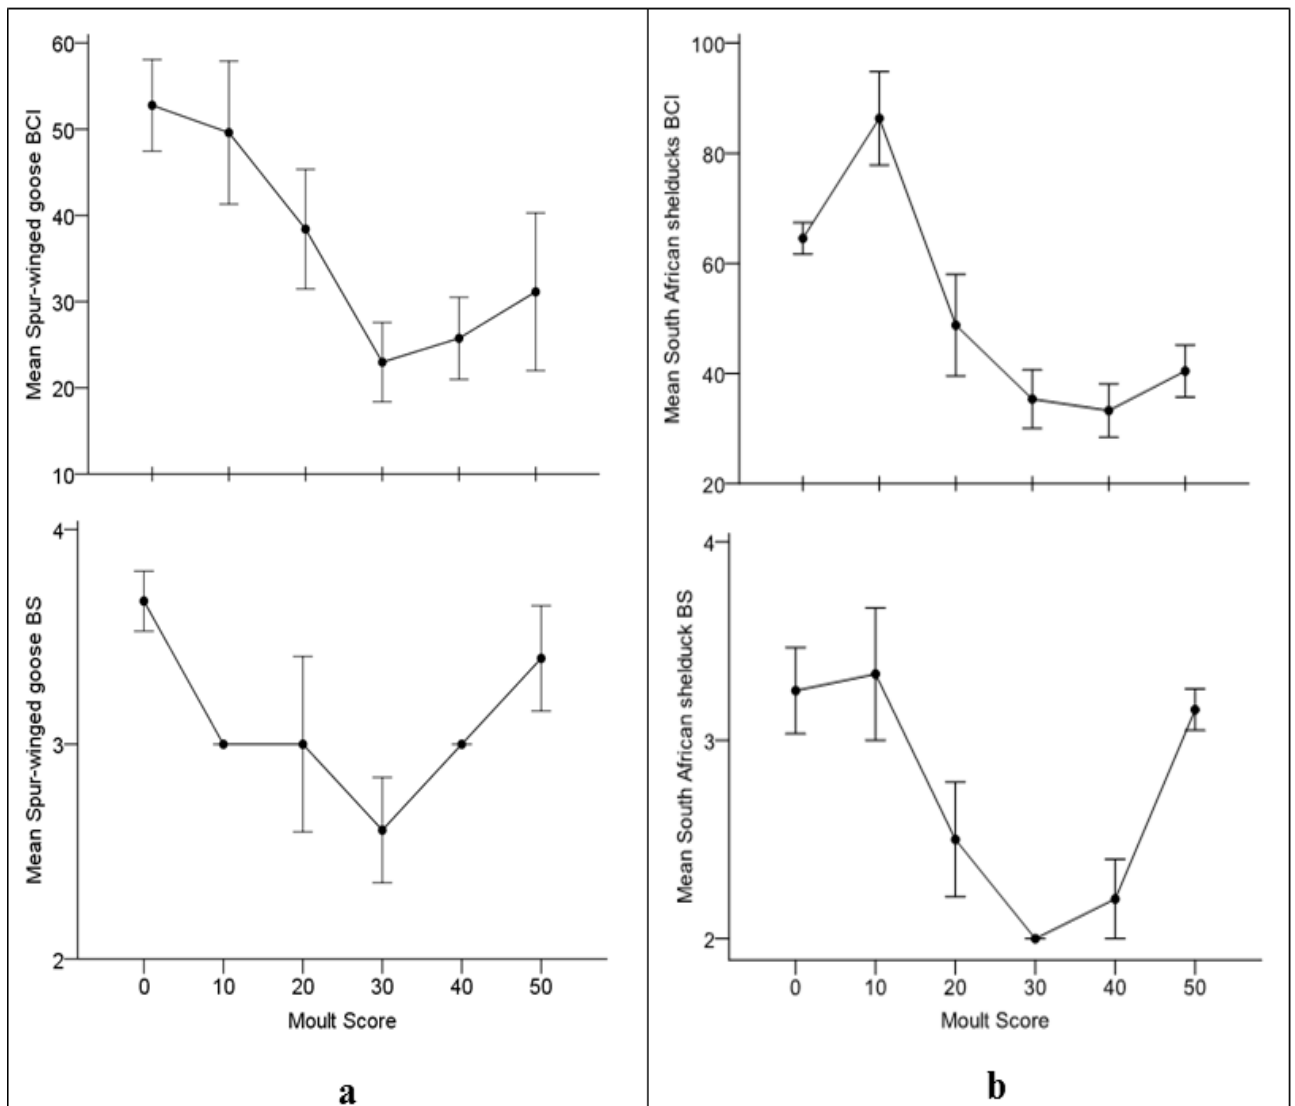 Mean Spur-winged goose BCI
60
50
40
30
20
10
Mean Spur-winged goose BS
4
3
2
0 10 20 30 40 50
Moult Score
a
Mean South African shelducks BCI
100
80
60
40
20
Mean South African shelduck BS
4
3
2
0 10 20 30 40 50
Moult Score
b